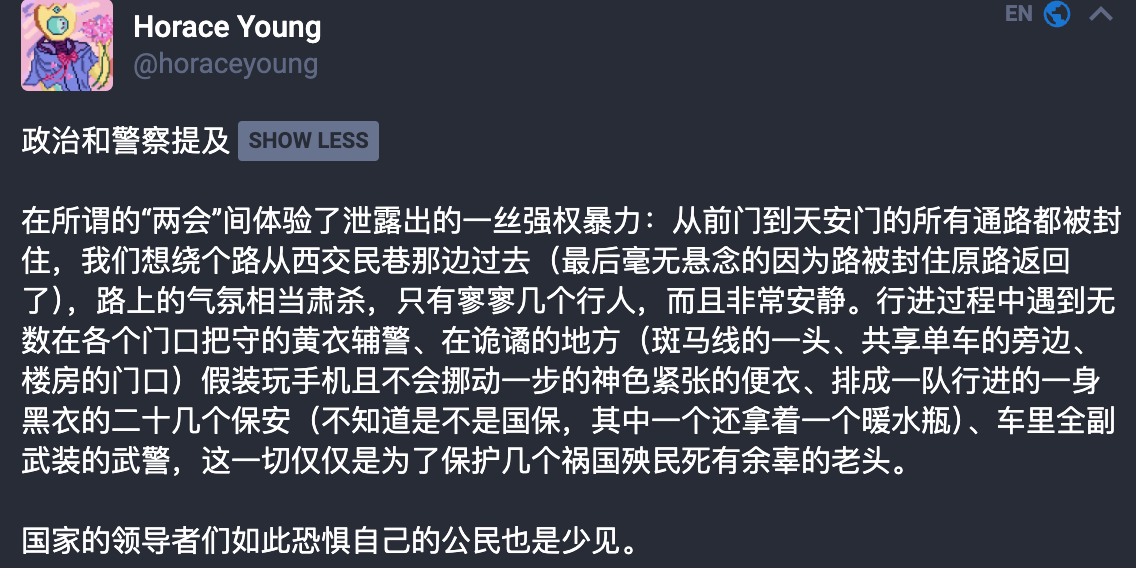 Horace Young
EN
@horaceyoung
政治和警察提及 SHOW LESS
在所谓的“两会”间体验了泄露出的一丝强权暴力：从前门到天安门的所有通路都被封
住，我们想绕个路从西交民巷那边过去（最后毫无悬念的因为路被封住原路返回
了），路上的气氛相当肃杀，只有寥寥几个行人，而且非常安静。行进过程中遇到无
数在各个门口把守的黄衣辅警、在诡谲的地方（斑马线的一头、共享单车的旁边、
楼房的门口）假装玩手机且不会挪动一步的神色紧张的便衣、排成一队行进的一身
黑衣的二十几个保安（不知道是不是国保，其中一个还拿着一个暖水瓶）、车里全副
武装的武警，这一切仅仅是为了保护几个祸国殃民死有余辜的老头。
国家的领导者们如此恐惧自己的公民也是少见。